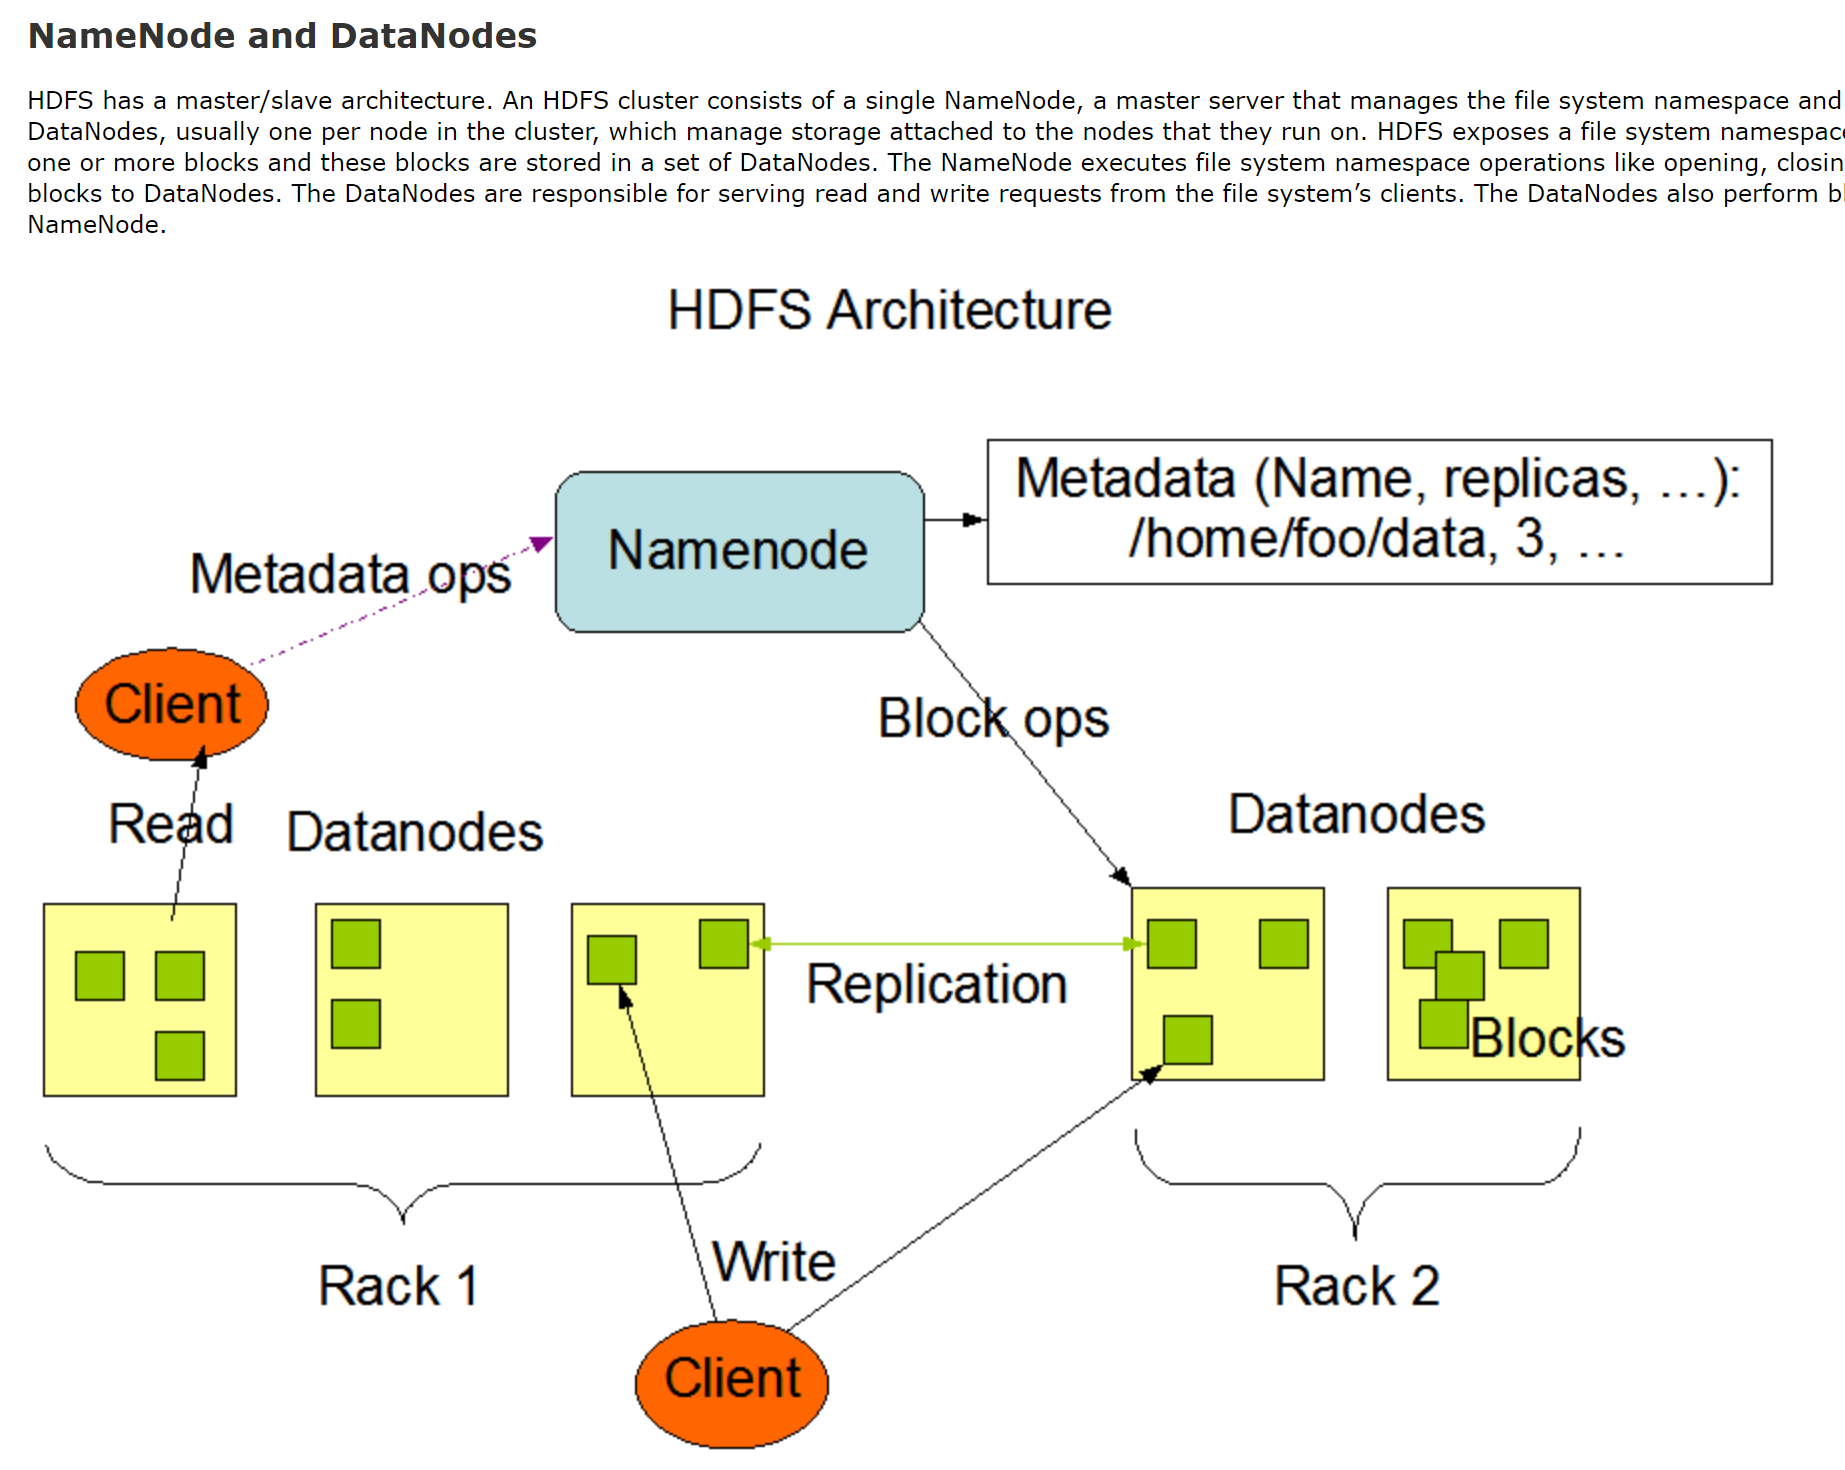 NameNode and DataNodes
HDFS has a master/slave architecture. An HDFS cluster consists of a single NameNode, a master server that manages the file system namespace and
DataNodes, usually one per node in the cluster, which manage storage attached to the nodes that they run on. HDFS exposes a file system namespace
one or more blocks and these blocks are stored in a set of DataNodes. The NameNode executes file system namespace operations like opening, closin
blocks to DataNodes. The DataNodes are responsible for serving read and write requests from the file system’s clients. The DataNodes also perform bl
NameNode.
HDFS Architecture
Metadata (Name, replicas, ...):
/home/foo/data, 3, ...
Namenode
Metadata ops
Client
Block ops
Read
Datanodes
Datanodes
Replication
Blocks
Write
Rack 1
Rack 2
Client